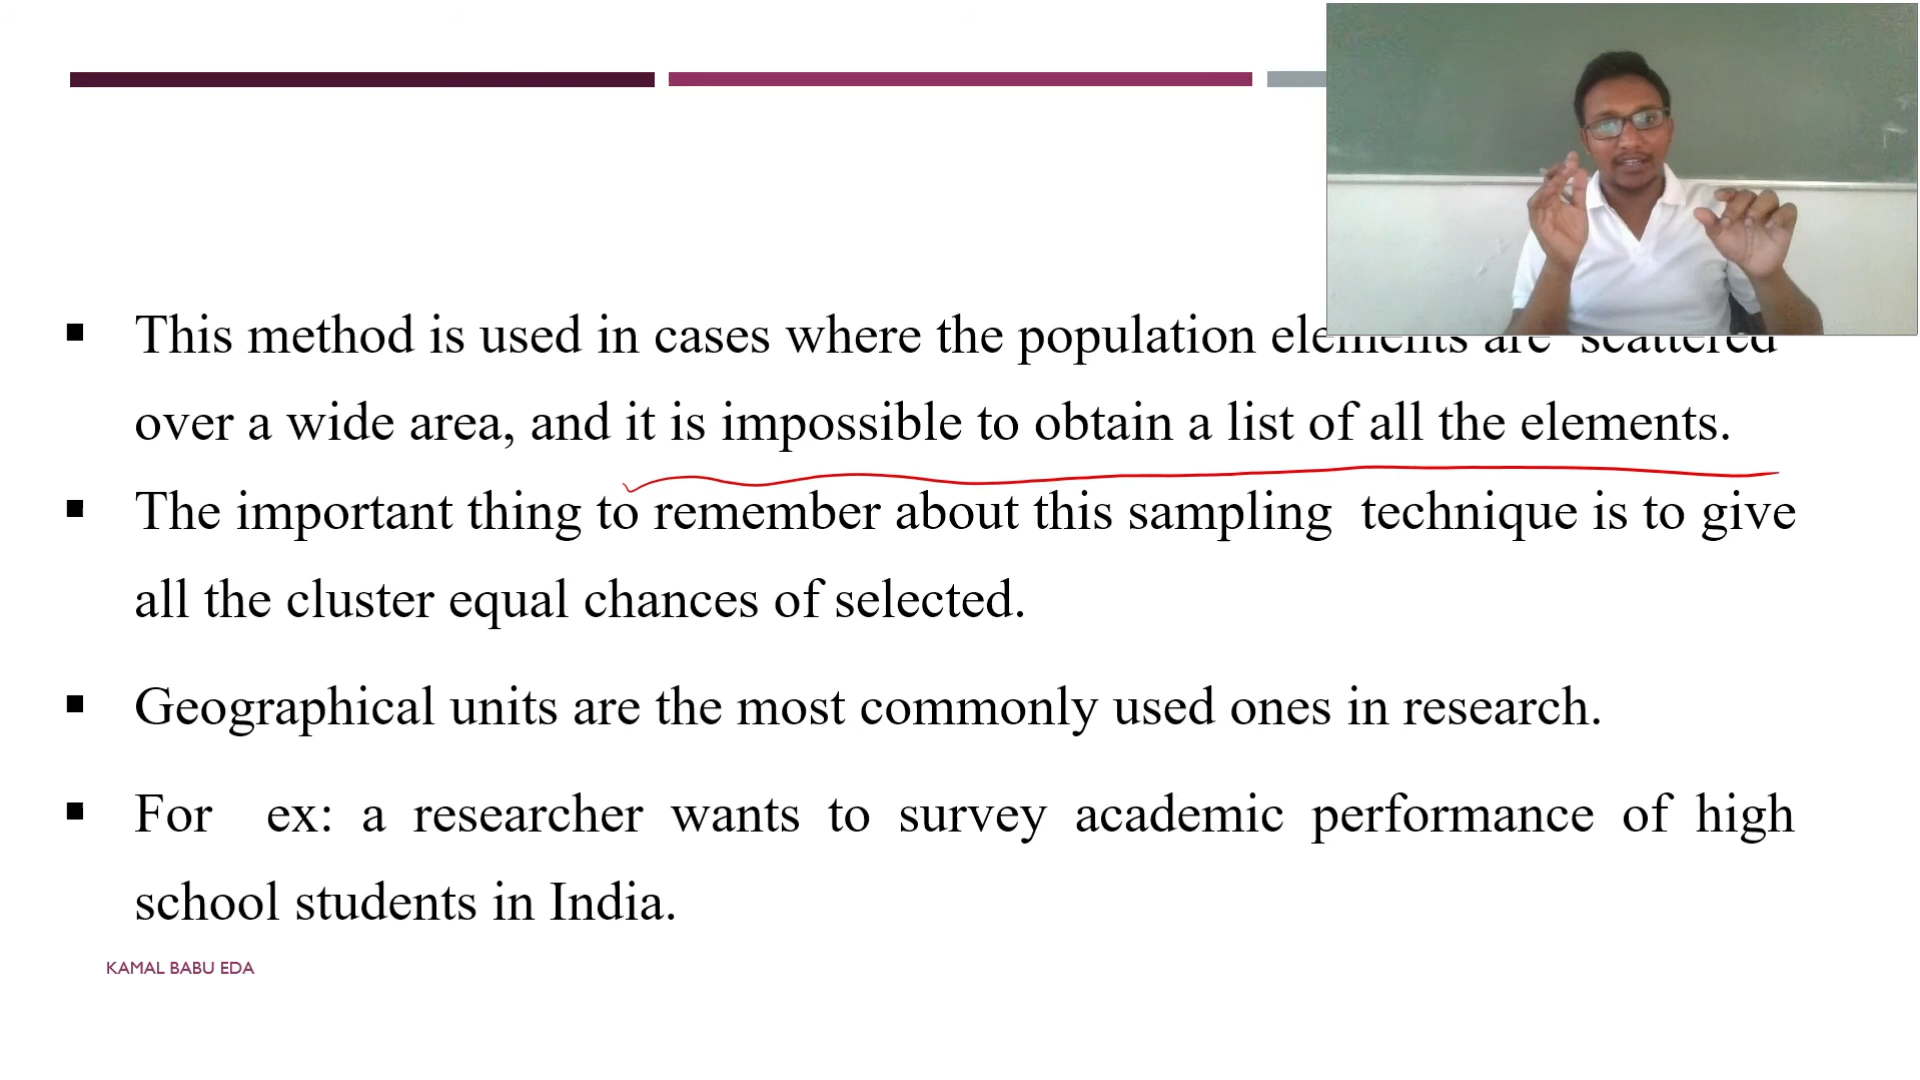 This method is used in cases where the population elements are scattered
over a wide area, and it is impossible to obtain a list of all the elements.
The important thing to remember about this sampling technique is to give
all the cluster equal chances of selected.
Geographical units are the most commonly used ones in research.
For ex: a researcher wants to survey academic performance of high
school students in India.
KAMAL BABU EDA